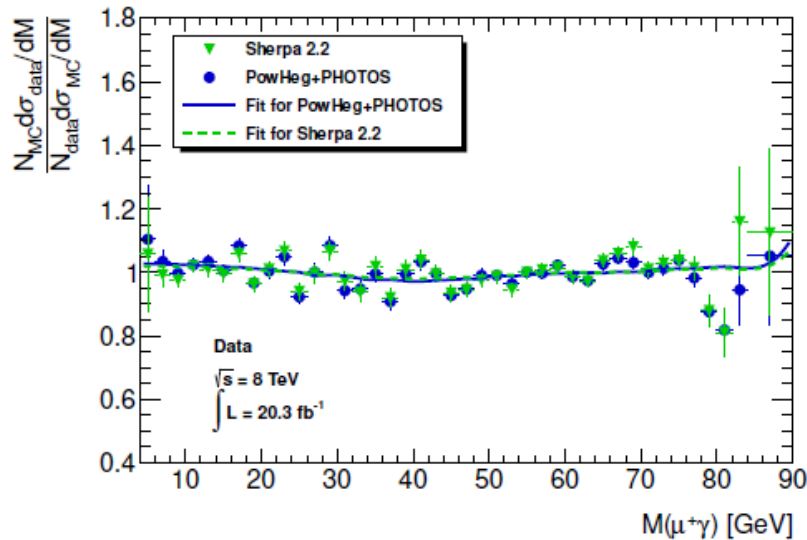 N_MC dσ_data/dM
N_data dσ_MC/dM
1.8
1.6
1.4
1.2
1
0.8
0.6
0.4
Sherpa 2.2
PowHeg+PHOTOS
Fit for PowHeg+PHOTOS
Fit for Sherpa 2.2
Data
√s = 8 TeV
∫ L = 20.3 fb⁻¹
10 20 30 40 50 60 70 80 90
M(μ⁺γ) [GeV]